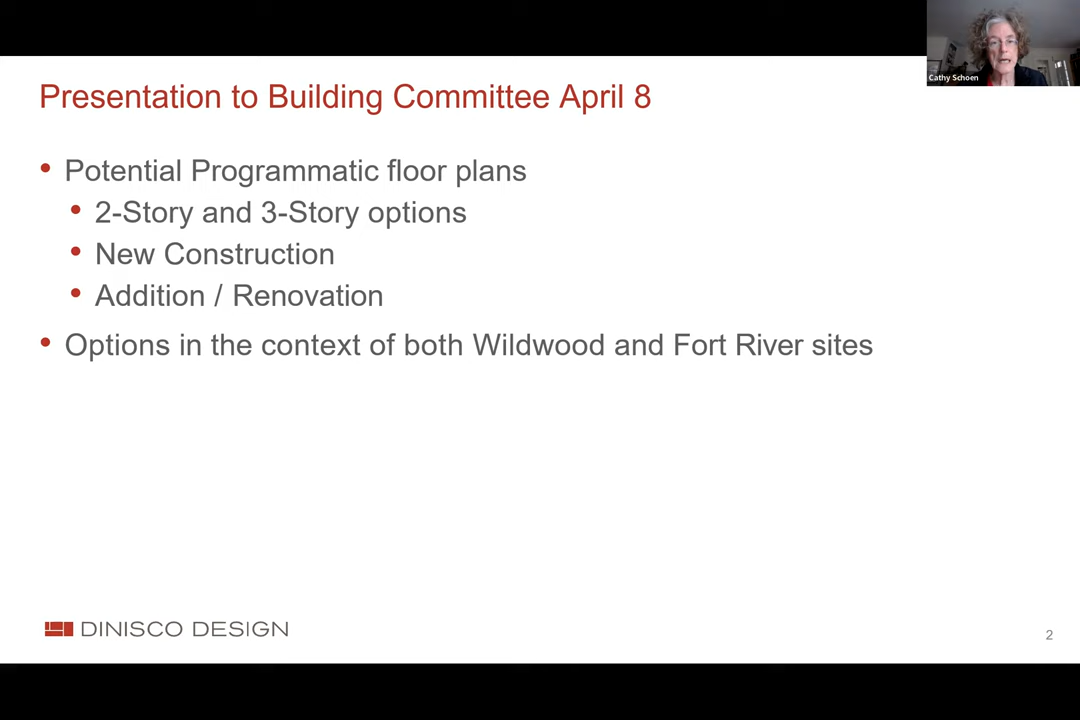 Cathy Schoen
Presentation to Building Committee April 8
• Potential Programmatic floor plans
• 2-Story and 3-Story options
• New Construction
• Addition / Renovation
• Options in the context of both Wildwood and Fort River sites
DINISCO DESIGN
2